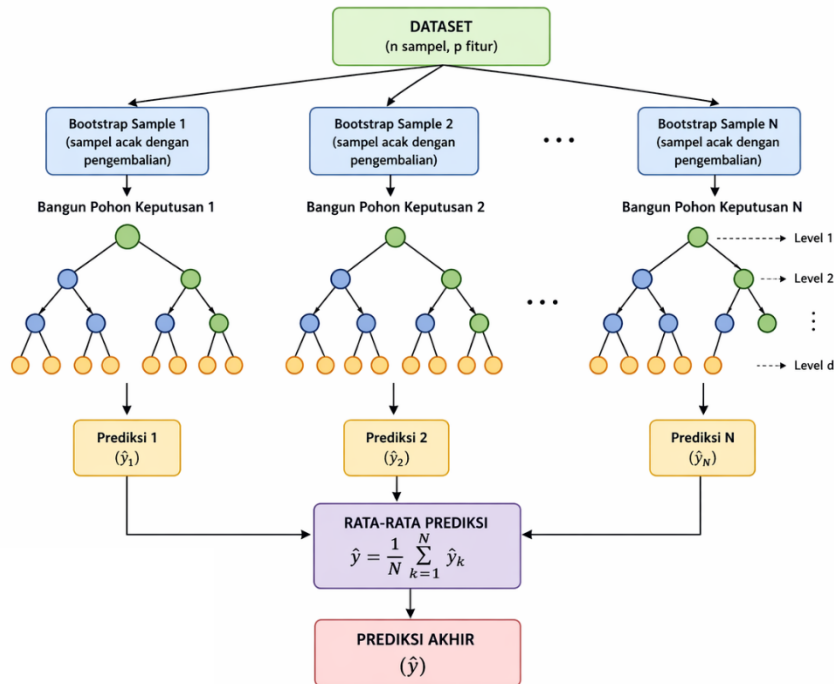 DATASET
(n sampel, p fitur)
Bootstrap Sample 1
(sampel acak dengan
pengembalian)
Bootstrap Sample 2
(sampel acak dengan
pengembalian)
• • •
Bootstrap Sample N
(sampel acak dengan
pengembalian)
Bangun Pohon Keputusan 1
Bangun Pohon Keputusan 2
Bangun Pohon Keputusan N
Level 1
Level 2
• • •
⋮
Level d
Prediksi 1
(ŷ₁)
Prediksi 2
(ŷ₂)
Prediksi N
(ŷ_N)
RATA-RATA PREDIKSI
ŷ = 1/N ∑_{k=1}^{N} ŷ_k
PREDIKSI AKHIR
(ŷ)